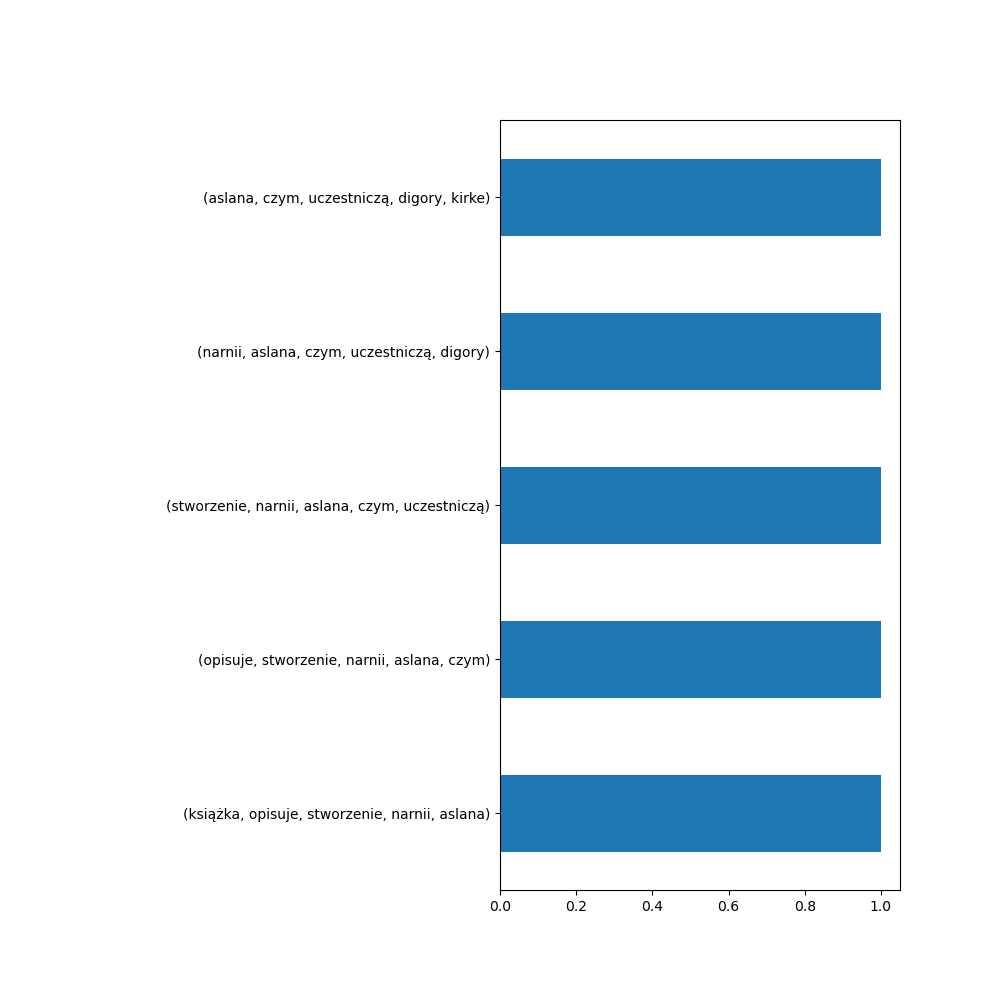 (aslana, czym, uczestniczą, digory, kirke)
(narnii, aslana, czym, uczestniczą, digory)
(stworzenie, narnii, aslana, czym, uczestniczą)
(opisuje, stworzenie, narnii, aslana, czym)
(książka, opisuje, stworzenie, narnii, aslana)
0.0 0.2 0.4 0.6 0.8 1.0